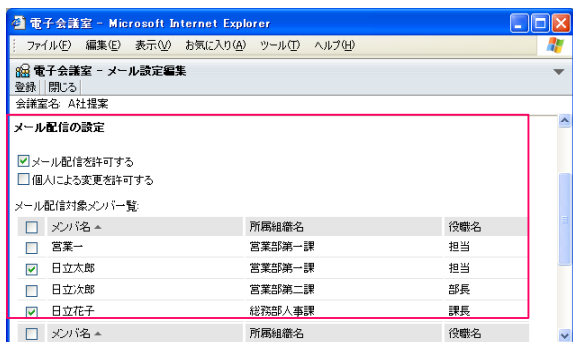 電子会議室 - Microsoft Internet Explorer
ファイル(F) 編集(E) 表示(V) お気に入り(A) ツール(T) ヘルプ(H)
電子会議室 - メール設定編集
登録 閉じる
会議室名: A社提案
メール配信の設定
メール配信を許可する
個人による変更を許可する
メール配信対象メンバ一覧:
メンバ名 所属組織名 役職名
営業一 営業部第一課 担当
日立太郎 営業部第一課 担当
日立次郎 営業部第二課 部長
日立花子 総務部人事課 課長
メンバ名 所属組織名 役職名